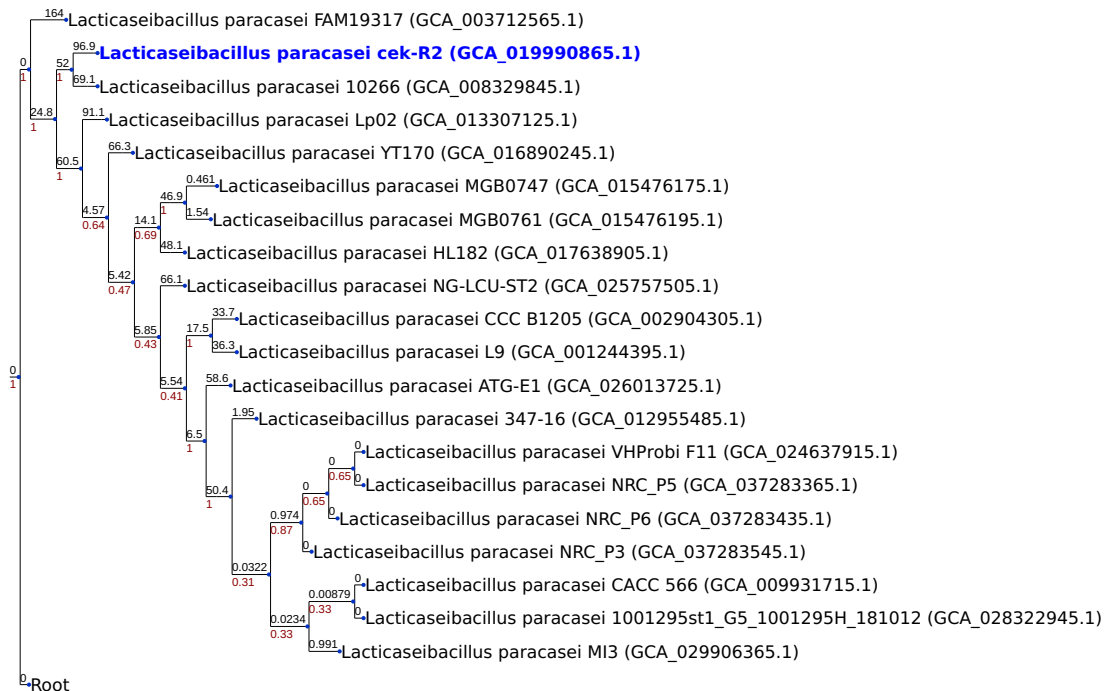 164 Lacticaseibacillus paracasei FAM19317 (GCA_003712565.1)
96.9 Lacticaseibacillus paracasei cek-R2 (GCA_019990865.1)
0 52
1 1
69.1 Lacticaseibacillus paracasei 10266 (GCA_008329845.1)
24.8 91.1 Lacticaseibacillus paracasei Lp02 (GCA_013307125.1)
1
66.3 Lacticaseibacillus paracasei YT170 (GCA_016890245.1)
60.5
1
0.461 Lacticaseibacillus paracasei MGB0747 (GCA_015476175.1)
46.9
1
4.57 14.1 1.54 Lacticaseibacillus paracasei MGB0761 (GCA_015476195.1)
0.64 0.69
48.1 Lacticaseibacillus paracasei HL182 (GCA_017638905.1)
5.42 66.1 Lacticaseibacillus paracasei NG-LCU-ST2 (GCA_025757505.1)
0.47
33.7 Lacticaseibacillus paracasei CCC B1205 (GCA_002904305.1)
5.85 17.5
0.43 1
36.3 Lacticaseibacillus paracasei L9 (GCA_001244395.1)
0
1
5.54 58.6 Lacticaseibacillus paracasei ATG-E1 (GCA_026013725.1)
0.41
1.95 Lacticaseibacillus paracasei 347-16 (GCA_012955485.1)
6.5
1
0 Lacticaseibacillus paracasei VHProbi F11 (GCA_024637915.1)
0
0.65
0 Lacticaseibacillus paracasei NRC_P5 (GCA_037283365.1)
50.4 0
1 0.65
0 Lacticaseibacillus paracasei NRC_P6 (GCA_037283435.1)
0.974
0.87
0 Lacticaseibacillus paracasei NRC_P3 (GCA_037283545.1)
0.0322
0.31
0 Lacticaseibacillus paracasei CACC 566 (GCA_009931715.1)
0.00879
0.33
0 Lacticaseibacillus paracasei 1001295st1_G5_1001295H_181012 (GCA_028322945.1)
0.0234
0.33
0.991 Lacticaseibacillus paracasei MI3 (GCA_029906365.1)
0 Root